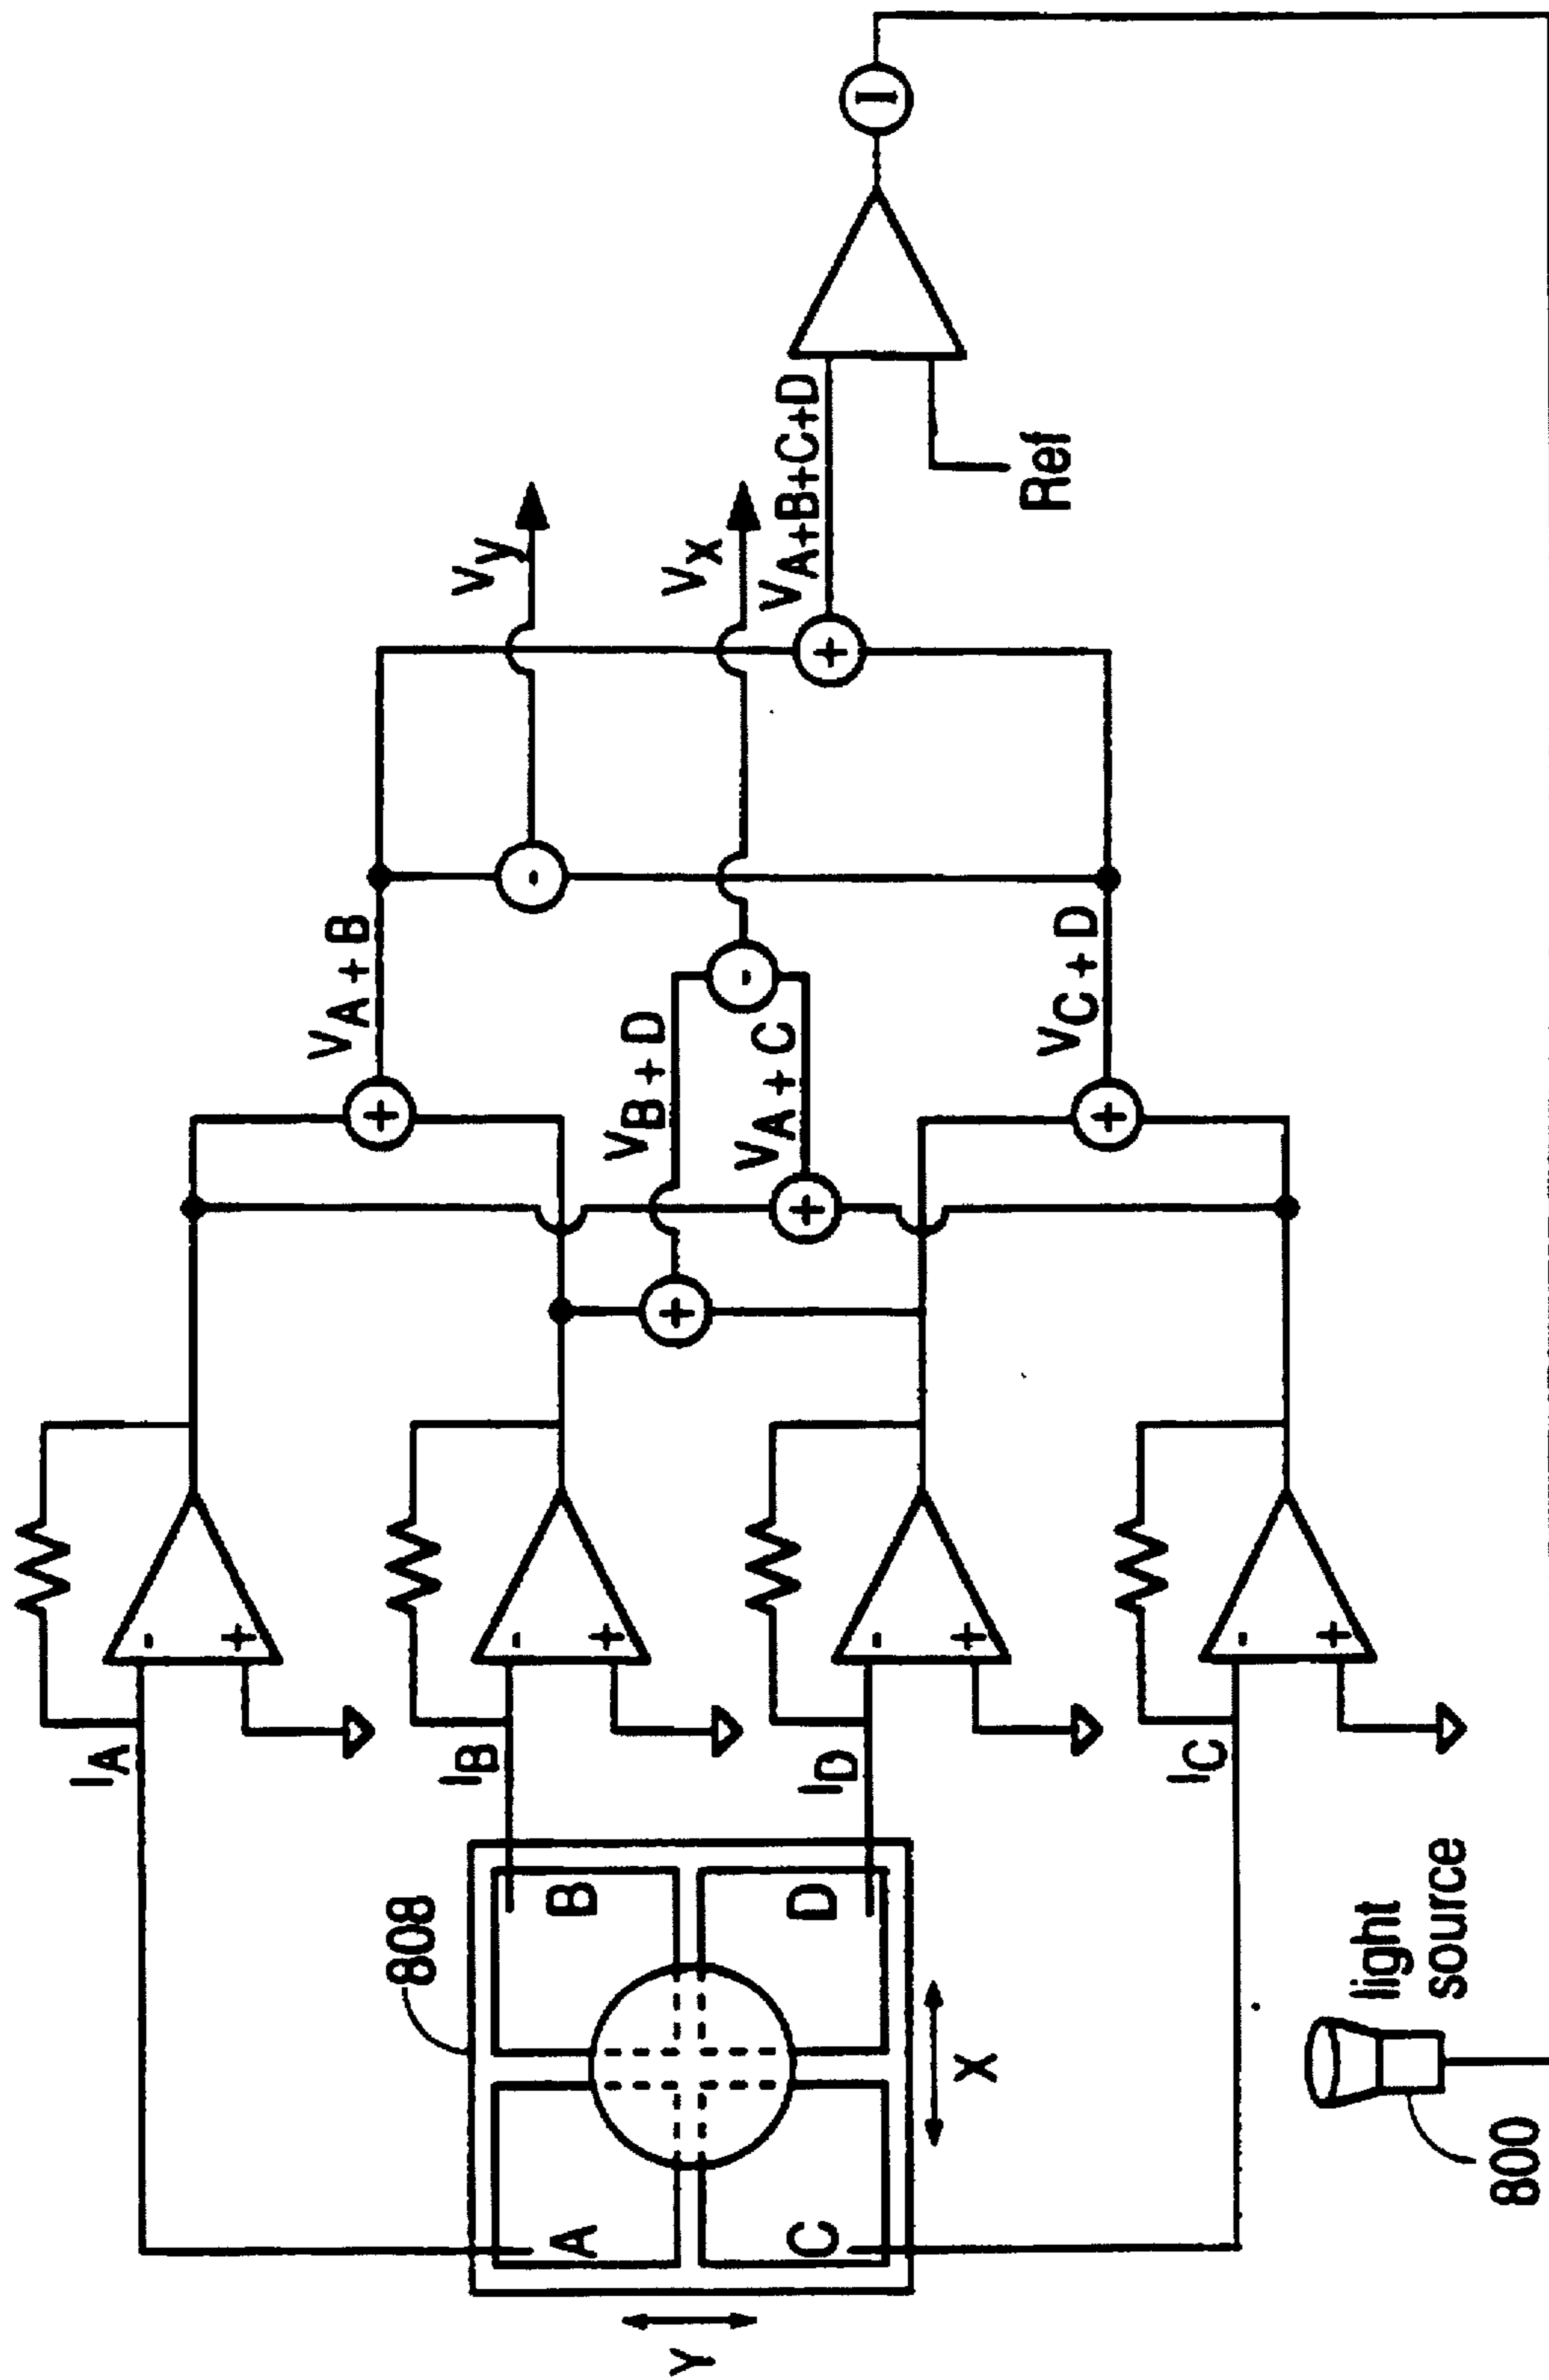 808
A
B
C
D
Y
X
I_A
I_B
I_D
I_C
-
+
-
+
-
+
-
+
+
+
+
+
V_A + B
V_B + D
V_A + C
V_C + D
-
-
+
V_y
V_x
V_A+B+C+D
Ref
I
light
source
800